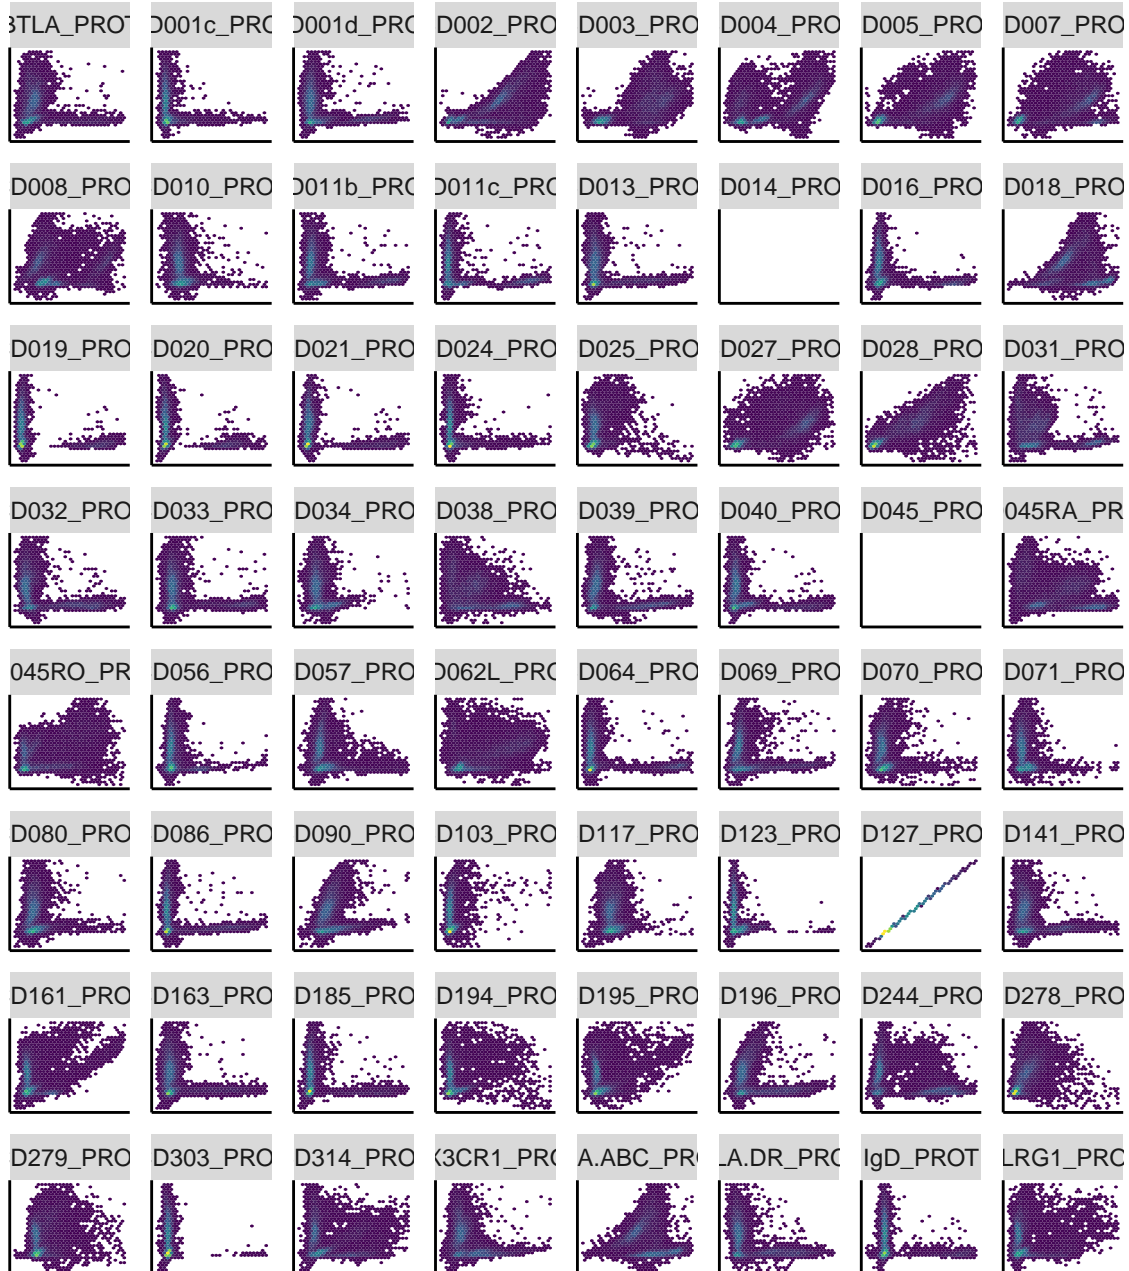 BTLA_PROT D001c_PRO D001d_PRO D002_PRO D003_PRO D004_PRO D005_PRO D007_PRO
D008_PRO D010_PRO D011b_PRO D011c_PRO D013_PRO D014_PRO D016_PRO D018_PRO
D019_PRO D020_PRO D021_PRO D024_PRO D025_PRO D027_PRO D028_PRO D031_PRO
D032_PRO D033_PRO D034_PRO D038_PRO D039_PRO D040_PRO D045_PRO 045RA_PR
045RO_PR D056_PRO D057_PRO D062L_PRO D064_PRO D069_PRO D070_PRO D071_PRO
D080_PRO D086_PRO D090_PRO D103_PRO D117_PRO D123_PRO D127_PRO D141_PRO
D161_PRO D163_PRO D185_PRO D194_PRO D195_PRO D196_PRO D244_PRO D278_PRO
D279_PRO D303_PRO D314_PRO X3CR1_PRO A.ABC_PRO LA.DR_PRO IgD_PROT LRG1_PRO